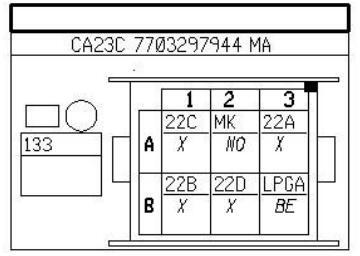 CA23C 7703297944 MA
1 2 3
133
A 22C MK 22A
X NO X
B 22B 22D LPGA
X X BE